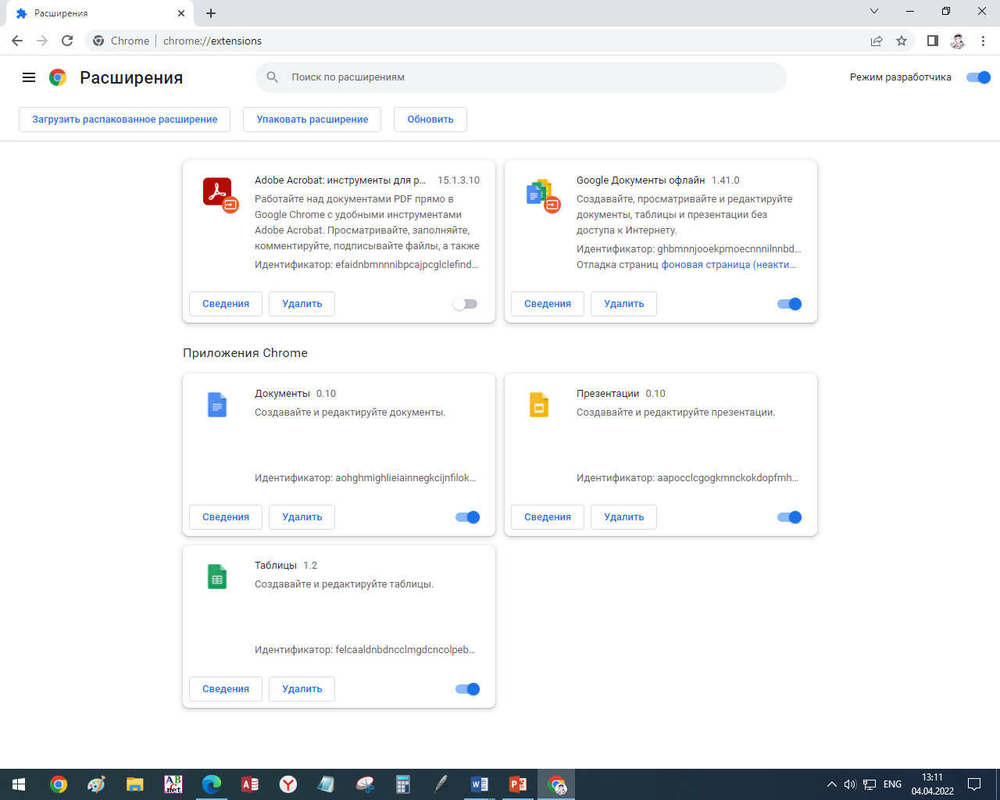 Расширения
Chrome
chrome://extensions
Расширения
Поиск по расширениям
Режим разработчика
Загрузить распакованное расширение
Упаковать расширение
Обновить
Adobe Acrobat: инструменты для р... 15.1.3.10
Работайте над документами PDF прямо в
Google Chrome с удобными инструментами
Adobe Acrobat. Просматривайте, заполняйте,
комментируйте, подписывайте файлы, а также
Идентификатор: efaidnbmnnnibpcajpcglclefind...
Сведения
Удалить
Google Документы офлайн 1.41.0
Создавайте, просматривайте и редактируйте
документы, таблицы и презентации без
доступа к Интернету.
Идентификатор: ghbmnnjooekpmoecnnnilnnbd...
Отладка страниц фоновая страница (неакти...
Сведения
Удалить
Приложения Chrome
Документы 0.10
Создавайте и редактируйте документы.
Идентификатор: aohghmighlieiainnegkcijnfilok...
Сведения
Удалить
Презентации 0.10
Создавайте и редактируйте презентации.
Идентификатор: aapocclcgogkmnckokdopfmh...
Сведения
Удалить
Таблицы 1.2
Создавайте и редактируйте таблицы.
Идентификатор: felcaaldnbdncclmgdcncolpeb...
Сведения
Удалить
ABC
.net
ENG
13:11
04.04.2022